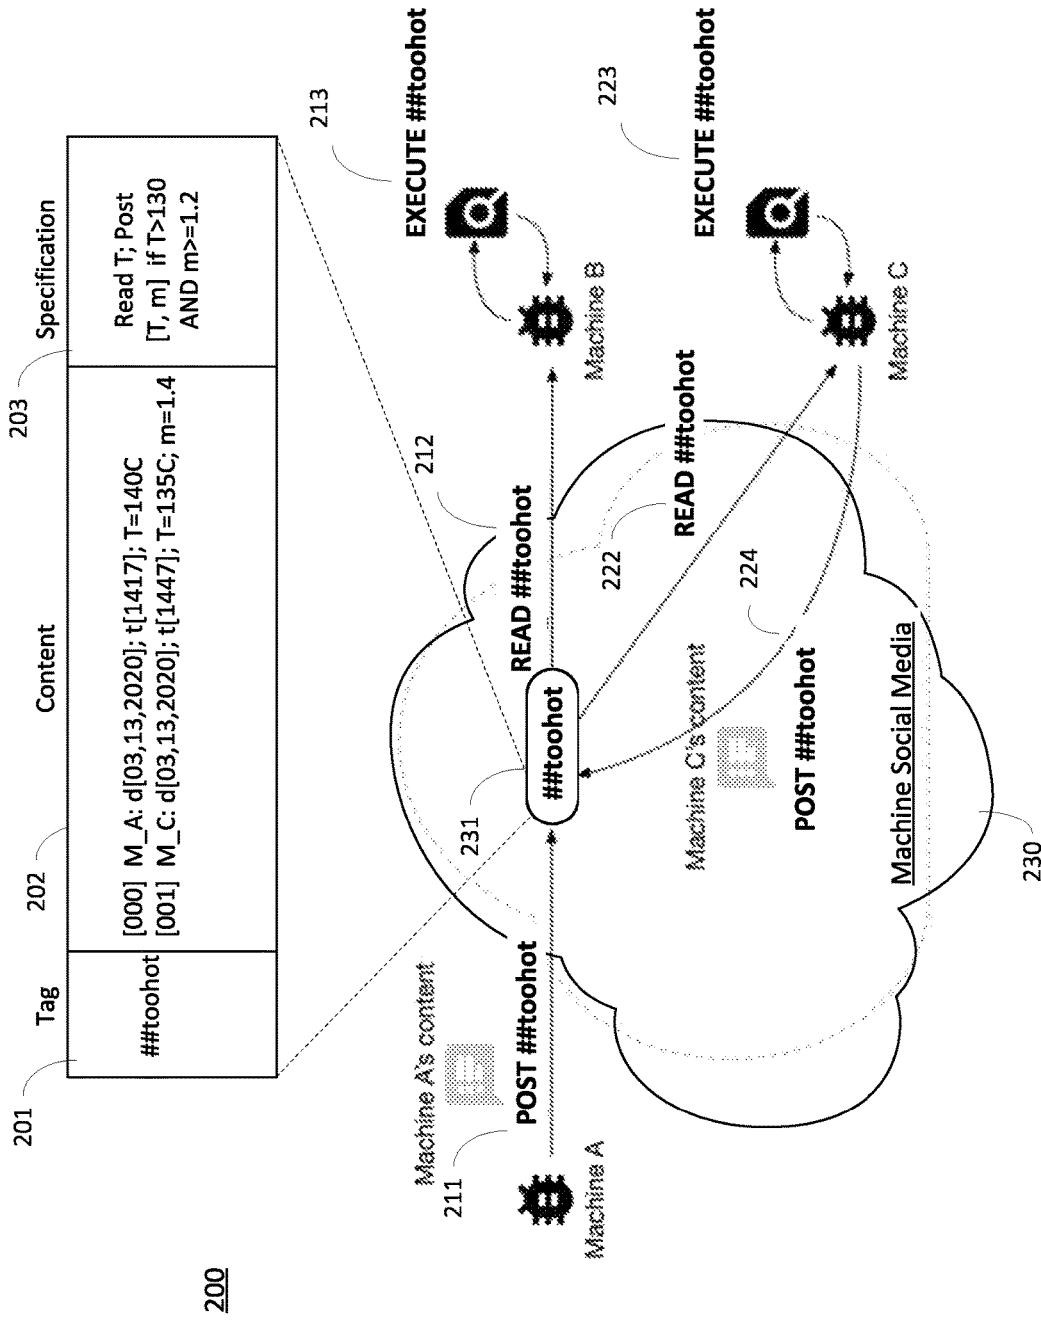 200
201
202
203
Tag
Content
Specification
##toohot
[000] M_A: d[03,13,2020]; t[1417]; T=140C
[001] M_C: d[03,13,2020]; t[1447]; T=135C; m=1.4
Read T; Post
[T, m] if T>130
AND m>=1.2
Machine A's content
211
POST ##toohot
Machine A
231
##toohot
212
READ ##toohot
213
EXECUTE ##toohot
Machine B
222
READ ##toohot
223
EXECUTE ##toohot
Machine C
224
Machine C's content
POST ##toohot
Machine Social Media
230